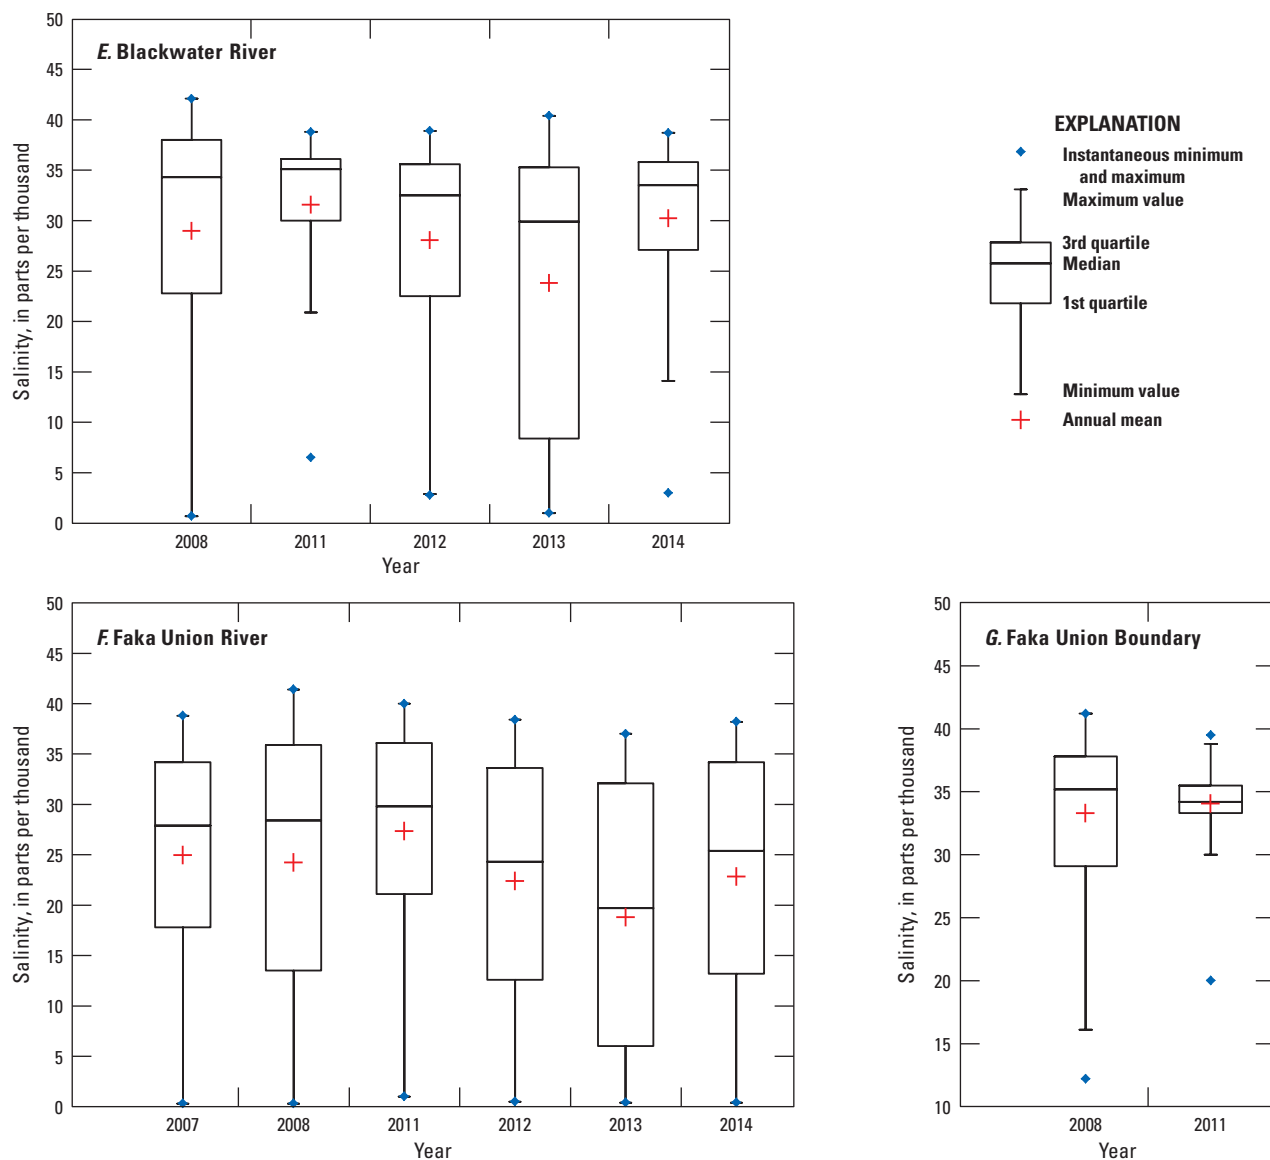 E. Blackwater River
Salinity, in parts per thousand
50
45
40
35
30
25
20
15
10
5
0
2008 2011 2012 2013 2014
Year
EXPLANATION
Instantaneous minimum
and maximum
Maximum value
3rd quartile
Median
1st quartile
Minimum value
Annual mean
F. Faka Union River
Salinity, in parts per thousand
50
45
40
35
30
25
20
15
10
5
0
2007 2008 2011 2012 2013 2014
Year
G. Faka Union Boundary
Salinity, in parts per thousand
50
45
40
35
30
25
20
15
10
2008 2011
Year